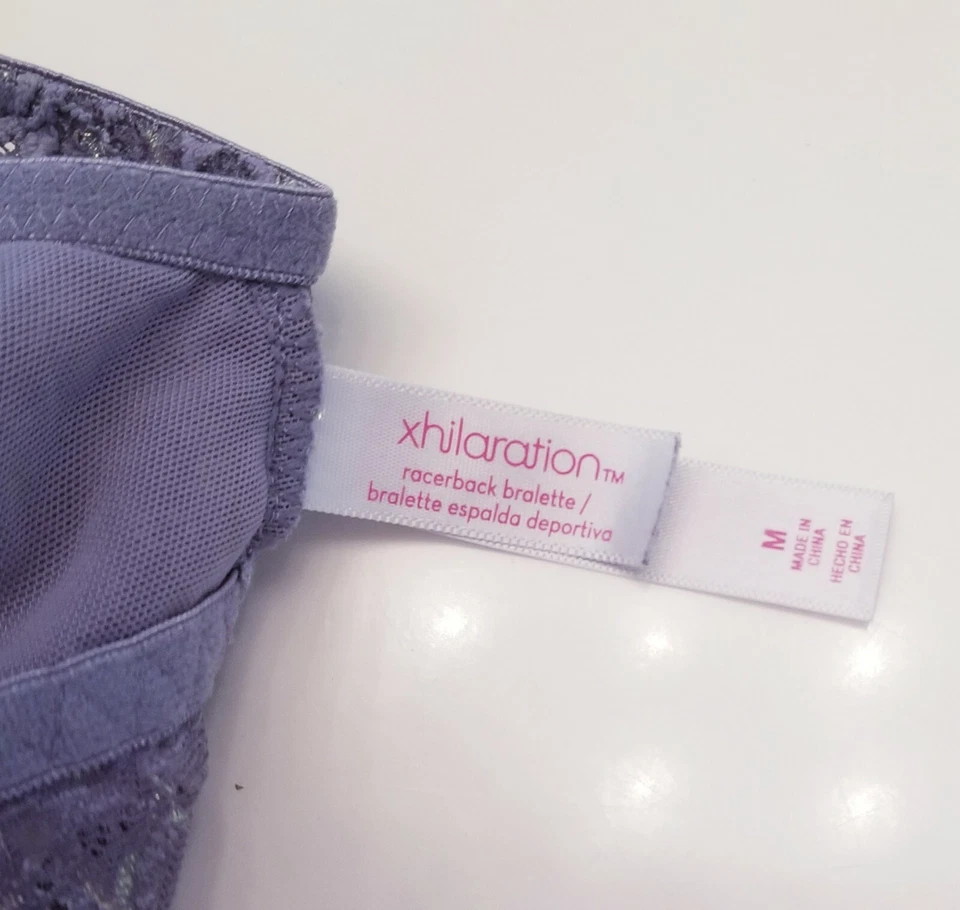 xhilaration™
racerback bralette /
bralette espalda deportiva
M
MADE IN
CHINA
HECHO EN
CHINA